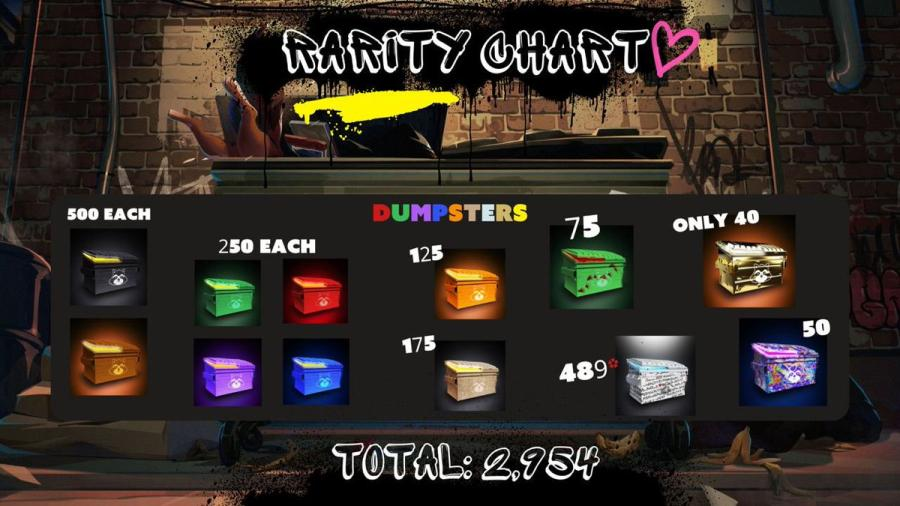 RARITY CHART
DUMPSTERS
500 EACH
250 EACH
125
75
ONLY 40
175
489*
50
TOTAL: 2,954